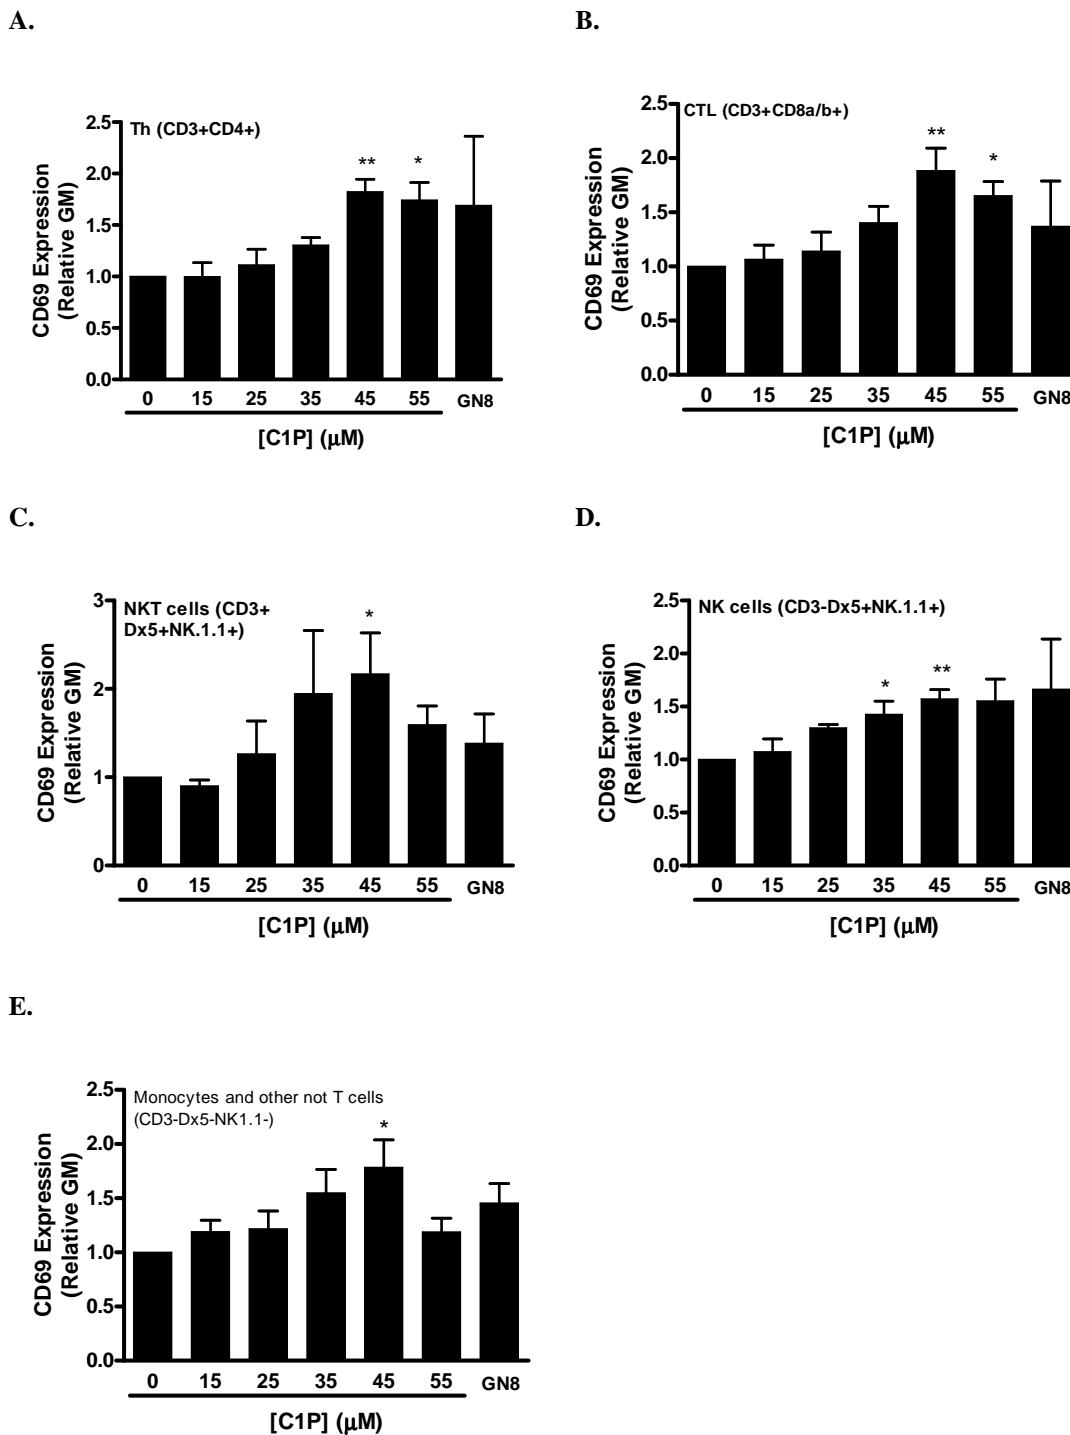 A.
B.
Th (CD3+CD4+)
CD69 Expression
(Relative GM)
2.5
2.0
1.5
1.0
0.5
0.0
** *
0 15 25 35 45 55 GN8
[C1P] (μM)
CTL (CD3+CD8a/b+)
CD69 Expression
(Relative GM)
2.5
2.0
1.5
1.0
0.5
0.0
** *
0 15 25 35 45 55 GN8
[C1P] (μM)
C.
D.
NKT cells (CD3+
Dx5+NK.1.1+)
CD69 Expression
(Relative GM)
3
2
1
0
*
0 15 25 35 45 55 GN8
[C1P] (μM)
NK cells (CD3-Dx5+NK.1.1+)
CD69 Expression
(Relative GM)
2.5
2.0
1.5
1.0
0.5
0.0
* **
0 15 25 35 45 55 GN8
[C1P] (μM)
E.
Monocytes and other not T cells
(CD3-Dx5-NK1.1-)
CD69 Expression
(Relative GM)
2.5
2.0
1.5
1.0
0.5
0.0
*
0 15 25 35 45 55 GN8
[C1P] (μM)